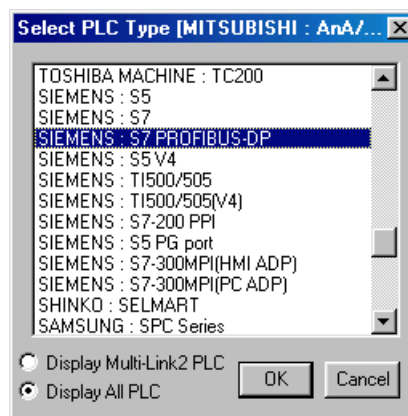 Select PLC Type [MITSUBISHI : AnA/...
TOSHIBA MACHINE : TC200
SIEMENS : S5
SIEMENS : S7
SIEMENS : S7 PROFIBUS-DP
SIEMENS : S5 V4
SIEMENS : TI500/505
SIEMENS : TI500/505(V4)
SIEMENS : S7-200 PPI
SIEMENS : S5 PG port
SIEMENS : S7-300MPI(HMI ADP)
SIEMENS : S7-300MPI(PC ADP)
SHINKO : SELMART
SAMSUNG : SPC Series
Display Multi-Link2 PLC
Display All PLC
OK
Cancel